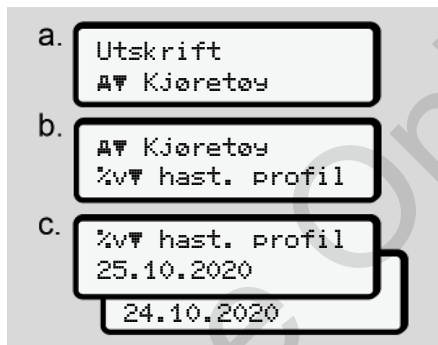 a.
Utskrift
Kjøretøy
b.
Kjøretøy
%v▼ hast. profil
c.
%v▼ hast. profil
25.10.2020
24.10.2020